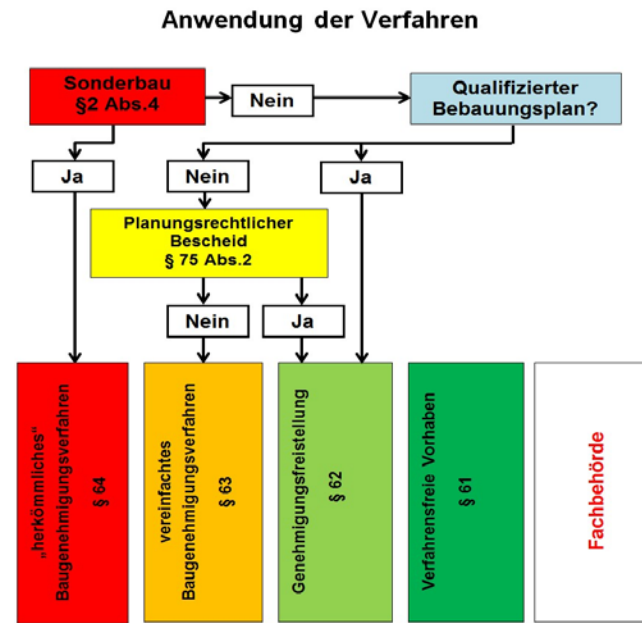 Anwendung der Verfahren
Sonderbau
§2 Abs.4
Nein
Qualifizierter
Bebauungsplan?
Ja
Nein
Ja
Planungsrechtlicher
Bescheid
§ 75 Abs.2
Nein
Ja
„herkömmliches“
Baugenehmigungsverfahren
§ 64
vereinfachtes
Baugenehmigungsverfahren
§ 63
Genehmigungsfreistellung
§ 62
Verfahrensfreie Vorhaben
§ 61
Fachbehörde